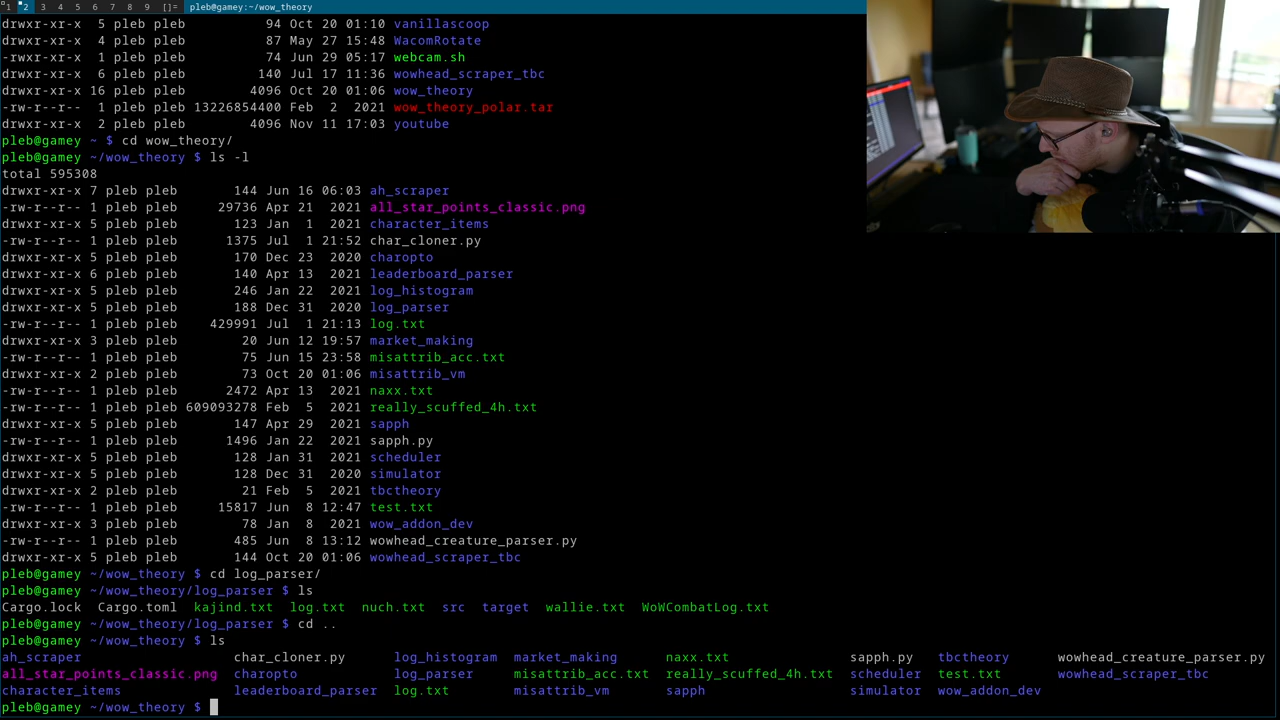 1 2 3 4 5 6 7 8 9 []= pleb@gamey:~/wow_theory
drwxr-xr-x 5 pleb pleb 94 Oct 20 01:10 vanillascoop
drwxr-xr-x 4 pleb pleb 87 May 27 15:48 WacomRotate
-rwxr-xr-x 1 pleb pleb 74 Jun 29 05:17 webcam.sh
drwxr-xr-x 6 pleb pleb 140 Jul 17 11:36 wowhead_scraper_tbc
drwxr-xr-x 16 pleb pleb 4096 Oct 20 01:06 wow_theory
-rw-r--r-- 1 pleb pleb 13226854400 Feb 2 2021 wow_theory_polar.tar
drwxr-xr-x 2 pleb pleb 4096 Nov 11 17:03 youtube
pleb@gamey ~ $ cd wow_theory/
pleb@gamey ~/wow_theory $ ls -l
total 595308
drwxr-xr-x 7 pleb pleb 144 Jun 16 06:03 ah_scraper
-rw-r--r-- 1 pleb pleb 29736 Apr 21 2021 all_star_points_classic.png
drwxr-xr-x 5 pleb pleb 123 Jan 1 2021 character_items
-rw-r--r-- 1 pleb pleb 1375 Jul 1 21:52 char_cloner.py
drwxr-xr-x 5 pleb pleb 170 Dec 23 2020 charopto
drwxr-xr-x 6 pleb pleb 140 Apr 13 2021 leaderboard_parser
drwxr-xr-x 5 pleb pleb 246 Jan 22 2021 log_histogram
drwxr-xr-x 5 pleb pleb 188 Dec 31 2020 log_parser
-rw-r--r-- 1 pleb pleb 429991 Jul 1 21:13 log.txt
drwxr-xr-x 3 pleb pleb 20 Jun 12 19:57 market_making
-rw-r--r-- 1 pleb pleb 75 Jun 15 23:58 misattrib_acc.txt
drwxr-xr-x 2 pleb pleb 73 Oct 20 01:06 misattrib_vm
-rw-r--r-- 1 pleb pleb 2472 Apr 13 2021 naxx.txt
-rw-r--r-- 1 pleb pleb 609093278 Feb 5 2021 really_scuffed_4h.txt
drwxr-xr-x 5 pleb pleb 147 Apr 29 2021 sapph
-rw-r--r-- 1 pleb pleb 1496 Jan 22 2021 sapph.py
drwxr-xr-x 5 pleb pleb 128 Jan 31 2021 scheduler
drwxr-xr-x 5 pleb pleb 128 Dec 31 2020 simulator
drwxr-xr-x 2 pleb pleb 21 Feb 5 2021 tbctheory
-rw-r--r-- 1 pleb pleb 15817 Jun 8 12:47 test.txt
drwxr-xr-x 3 pleb pleb 78 Jan 8 2021 wow_addon_dev
-rw-r--r-- 1 pleb pleb 485 Jun 8 13:12 wowhead_creature_parser.py
drwxr-xr-x 5 pleb pleb 144 Oct 20 01:06 wowhead_scraper_tbc
pleb@gamey ~/wow_theory $ cd log_parser/
pleb@gamey ~/wow_theory/log_parser $ ls
Cargo.lock Cargo.toml kajind.txt log.txt nuch.txt src target wallie.txt WoWCombatLog.txt
pleb@gamey ~/wow_theory/log_parser $ cd ..
pleb@gamey ~/wow_theory $ ls
ah_scraper char_cloner.py log_histogram market_making naxx.txt sapph.py tbctheory wowhead_creature_parser.py
all_star_points_classic.png charopto log_parser misattrib_acc.txt really_scuffed_4h.txt scheduler test.txt wowhead_scraper_tbc
character_items leaderboard_parser log.txt misattrib_vm sapph simulator wow_addon_dev
pleb@gamey ~/wow_theory $